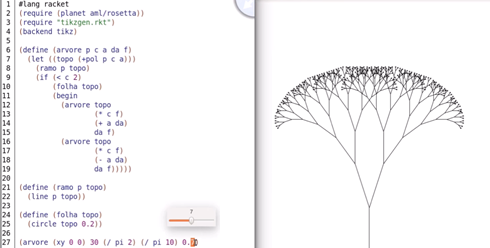 1 #lang racket
2 (require (planet aml/rosetta))
3 (require "tikzgen.rkt")
4 (backend tikz)
5
6 (define (arvore p c a da f)
7 (let ((topo (+pol p c a)))
8 (ramo p topo)
9 (if (< c 2)
10 (folha topo)
11 (begin
12 (arvore topo
13 (* c f)
14 (+ a da)
15 da f)
16 (arvore topo
17 (* c f)
18 (- a da)
19 da f)))))
20
21 (define (ramo p topo)
22 (line p topo))
23
24 (define (folha topo)
25 (circle topo 0.2))
26
27 (arvore (xy 0 0) 30 (/ pi 2) (/ pi 10) 0.7)
7